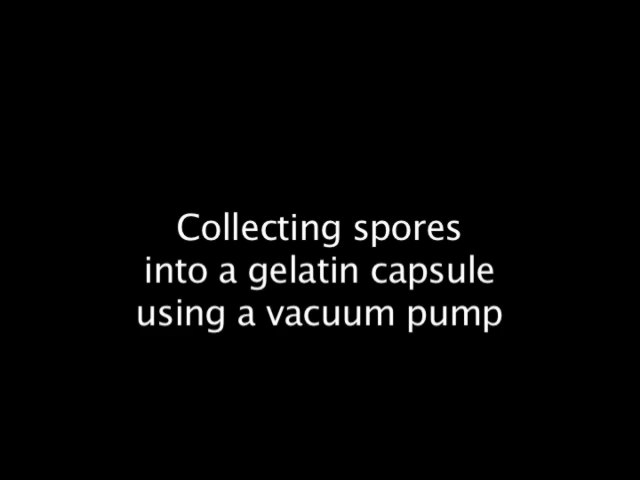 Collecting spores
into a gelatin capsule
using a vacuum pump